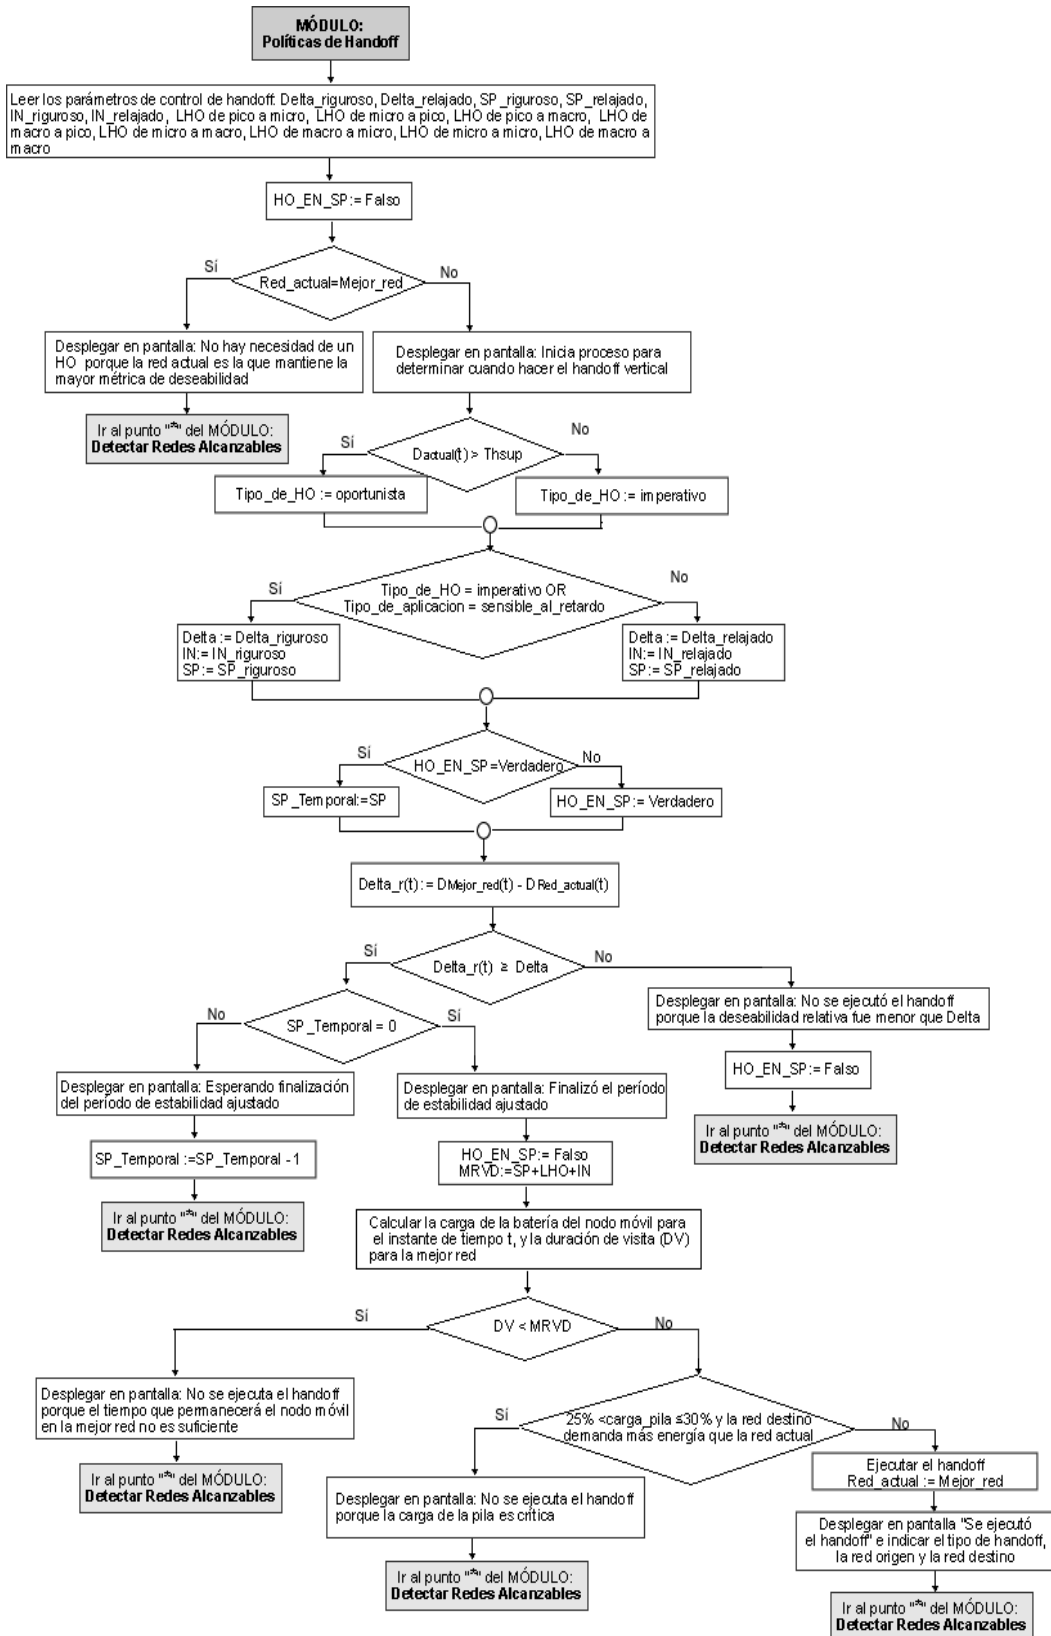 MÓDULO:
Políticas de Handoff
Leer los parámetros de control de handoff: Delta_riguroso, Delta_relajado, SP_riguroso, SP_relajado,
IN_riguroso, IN_relajado, LHO de pico a micro, LHO de micro a pico, LHO de pico a macro, LHO de
macro a pico, LHO de micro a macro, LHO de macro a micro, LHO de micro a micro, LHO de macro a
macro
HO_EN_SP:= Falso
Sí
No
Red_actual=Mejor_red
Desplegar en pantalla: No hay necesidad de un
HO porque la red actual es la que mantiene la
mayor métrica de deseabilidad
Desplegar en pantalla: Inicia proceso para
determinar cuando hacer el handoff vertical
Ir al punto "*" del MÓDULO:
Detectar Redes Alcanzables
Sí
No
Dactual(t) > Thsup
Tipo_de_HO := oportunista
Tipo_de_HO := imperativo
Sí
No
Tipo_de_HO = imperativo OR
Tipo_de_aplicacion = sensible_al_retardo
Delta := Delta_riguroso
IN:= IN_riguroso
SP:= SP_riguroso
Delta := Delta_relajado
IN:= IN_relajado
SP:= SP_relajado
Sí
No
HO_EN_SP=Verdadero
SP_Temporal:=SP
HO_EN_SP:= Verdadero
Delta_r(t):= DMejor_red(t) - DRed_actual(t)
Sí
No
Delta_r(t) ≥ Delta
Desplegar en pantalla: No se ejecutó el handoff
porque la deseabilidad relativa fue menor que Delta
No
Sí
SP_Temporal = 0
HO_EN_SP:= Falso
Desplegar en pantalla: Esperando finalización
del período de estabilidad ajustado
Desplegar en pantalla: Finalizó el período
de estabilidad ajustado
Ir al punto "*" del MÓDULO:
Detectar Redes Alcanzables
SP_Temporal :=SP_Temporal -1
HO_EN_SP:= Falso
MRVD:=SP+LHO+IN
Ir al punto "*" del MÓDULO:
Detectar Redes Alcanzables
Calcular la carga de la batería del nodo móvil para
el instante de tiempo t, y la duración de visita (DV)
para la mejor red
Sí
No
DV < MRVD
Desplegar en pantalla: No se ejecuta el handoff
porque el tiempo que permanecerá el nodo móvil
en la mejor red no es suficiente
Sí
No
25% <carga_pila ≤30% y la red destino
demanda más energía que la red actual
Ir al punto "*" del MÓDULO:
Detectar Redes Alcanzables
Ejecutar el handoff
Red_actual := Mejor_red
Desplegar en pantalla: No se ejecuta el handoff
porque la carga de la pila es crítica
Desplegar en pantalla "Se ejecutó
el handoff" e indicar el tipo de handoff,
la red origen y la red destino
Ir al punto "*" del MÓDULO:
Detectar Redes Alcanzables
Ir al punto "*" del MÓDULO:
Detectar Redes Alcanzables